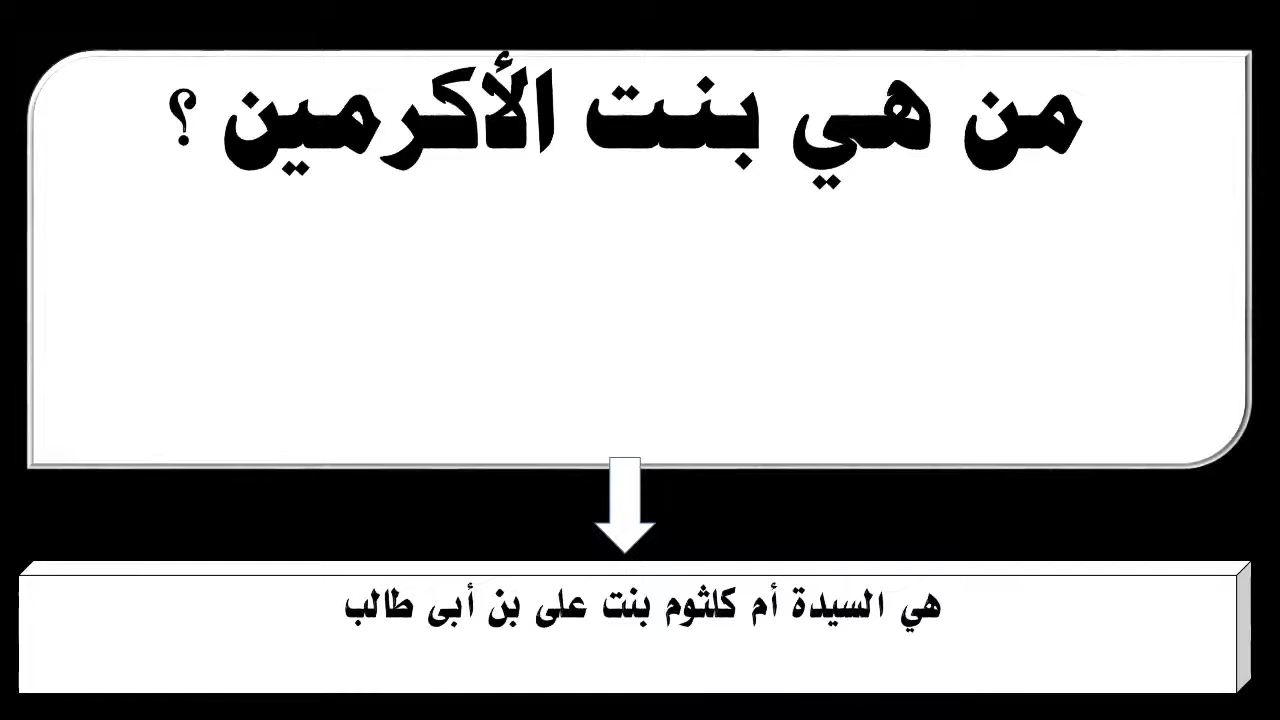 من هي بنت الأكرمين ؟
هي السيدة أم كلثوم بنت على بن أبى طالب